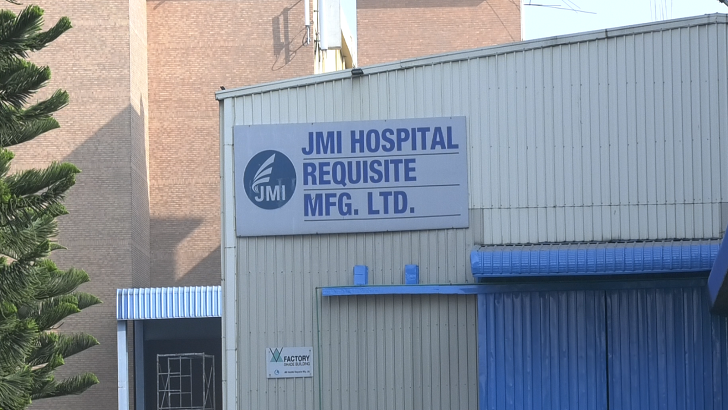 JMI HOSPITAL
REQUISITE
MFG. LTD.
JMI
FACTORY